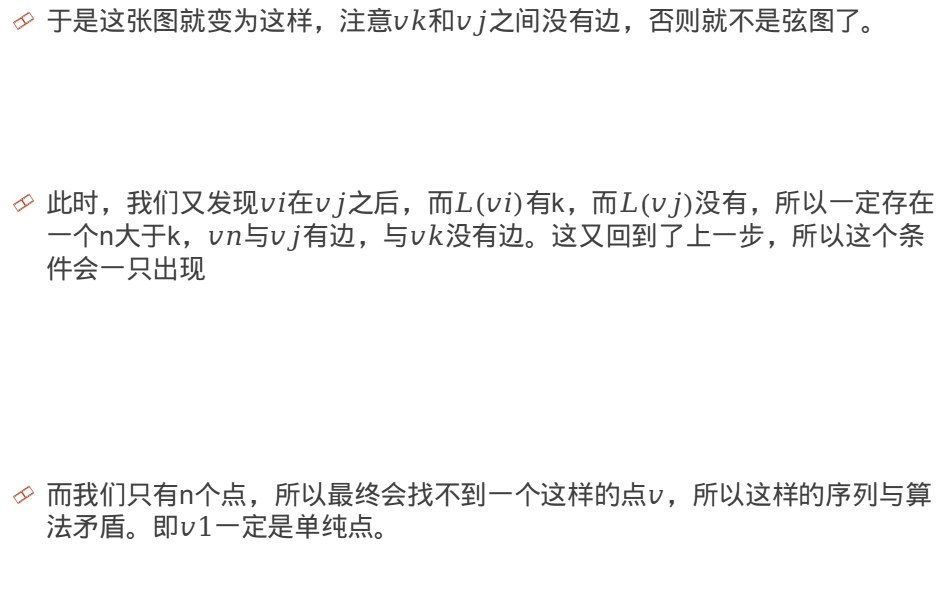 于是这张图就变为这样，注意vk和vj之间没有边，否则就不是弦图了。
此时，我们又发现vi在vj之后，而L(vi)有k，而L(vj)没有，所以一定存在
一个n大于k，vn与vj有边，与vk没有边。这又回到了上一步，所以这个条
件会一只出现
而我们只有n个点，所以最终会找不到一个这样的点v，所以这样的序列与算
法矛盾。即v1一定是单纯点。